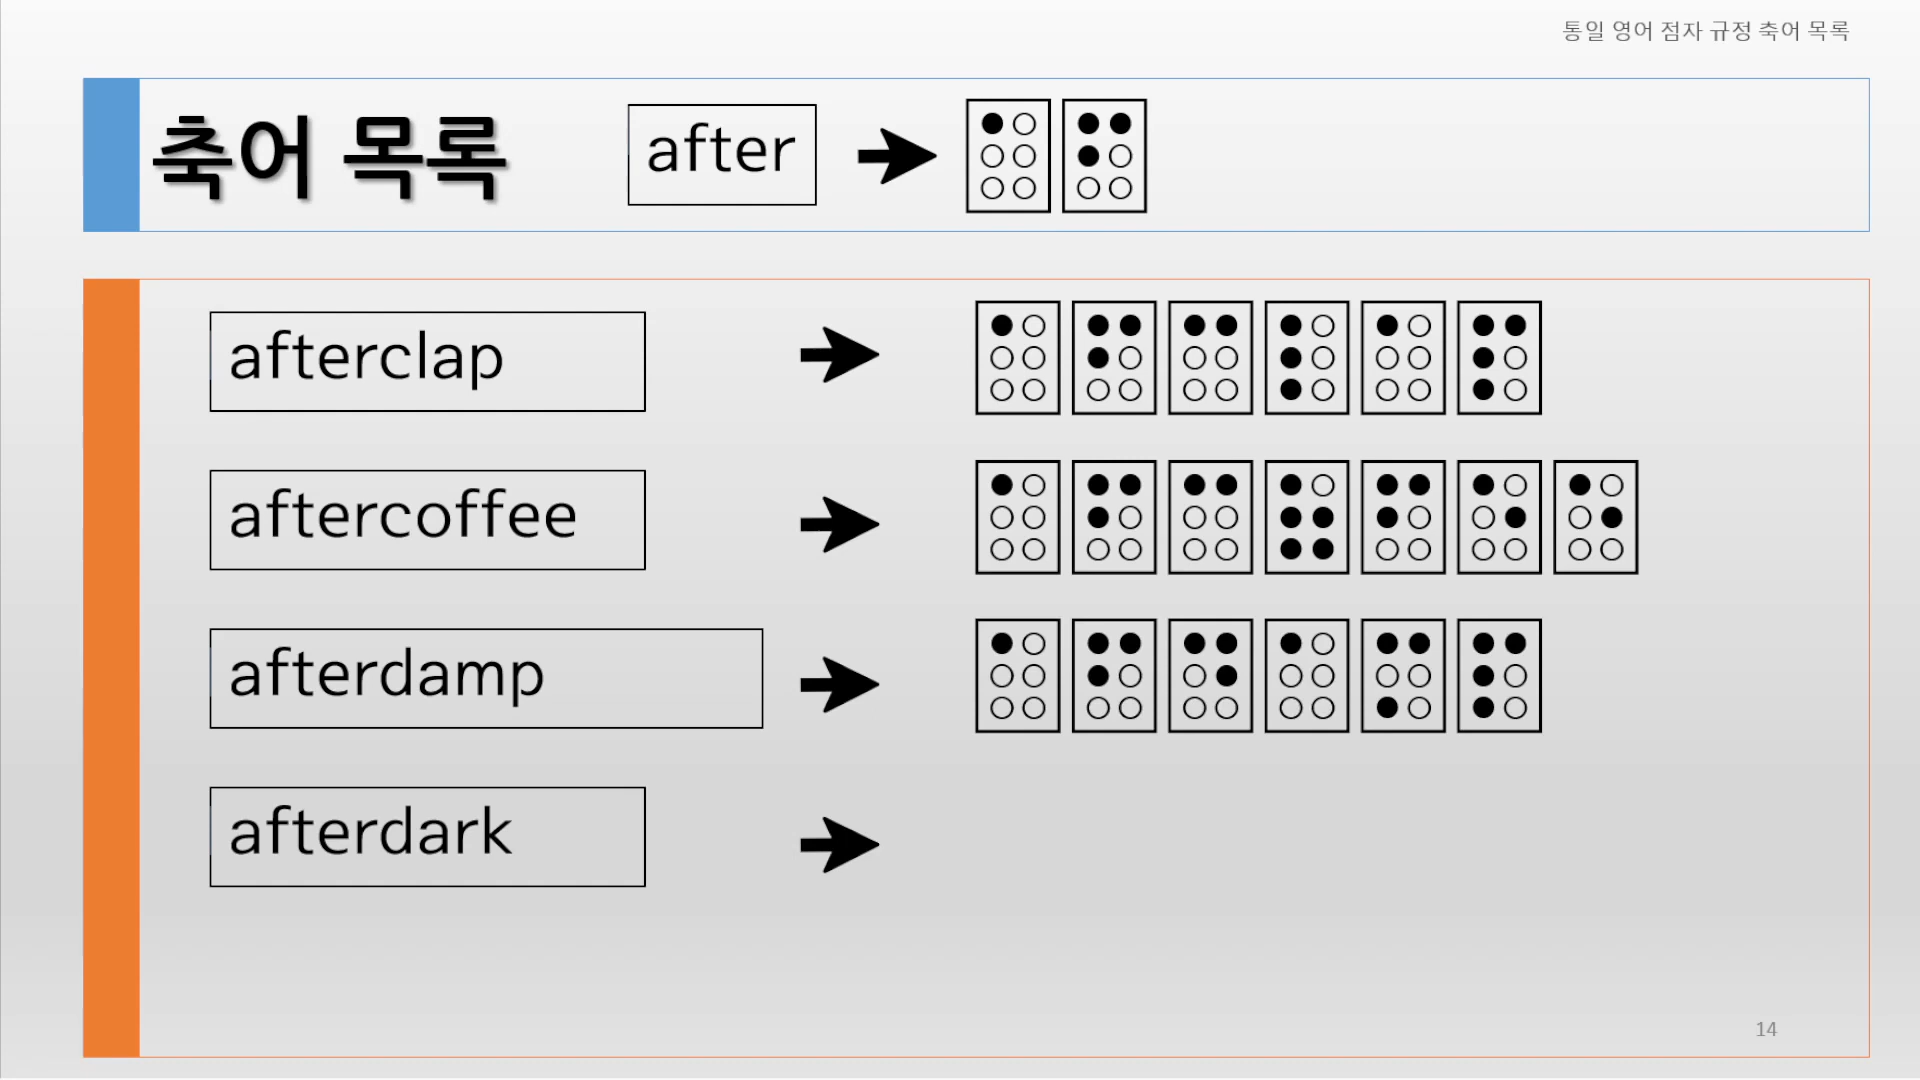 통일 영어 점자 규정 축어 목록
축어 목록 after ➔ ⠁⠋
afterclap ➔ ⠁⠋⠉⠇⠁⠏
aftercoffee ➔ ⠁⠋⠉⠷⠋⠑⠑
afterdamp ➔ ⠁⠋⠙⠁⠍⠏
afterdark ➔
14